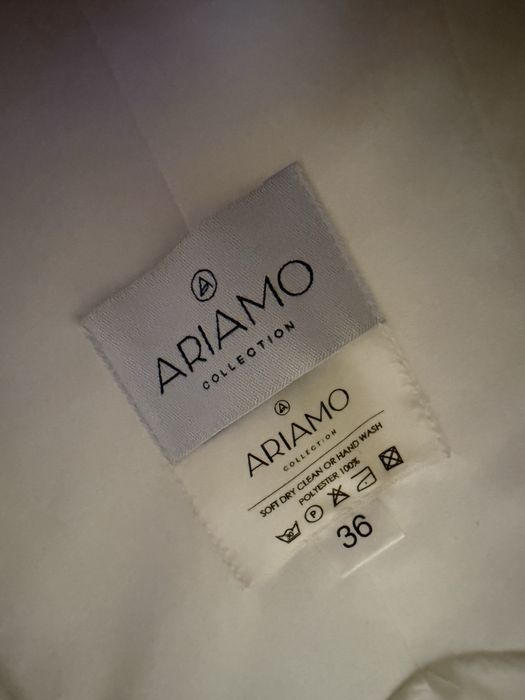 ARIAMO
COLLECTION
ARIAMO
COLLECTION
SOFT DRY CLEAN OR HAND WASH
POLYESTER 100%
P
36